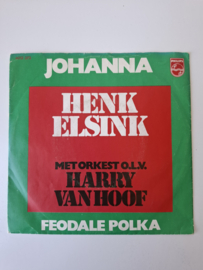 JOHANNA
HENK
ELSINK
MET ORKEST O.L.V.
HARRY
VAN HOOF
FEODALE POLKA